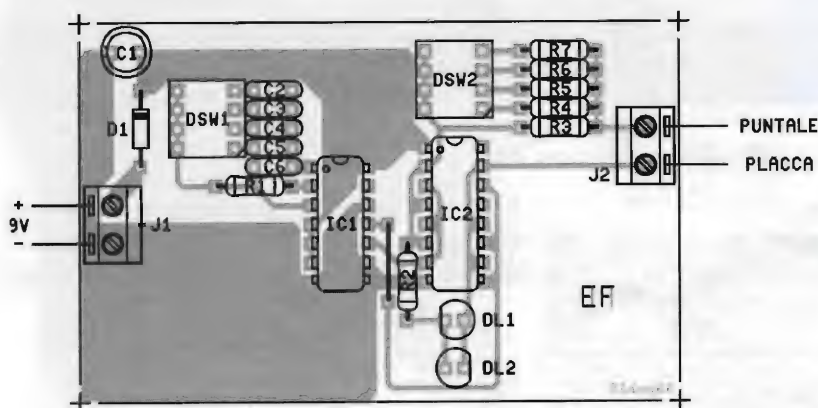 C1
R7
R6
DSW2
R5
R4
R3
PUNTALE
PLACCA
J2
C2
C3
DSW1
C4
C5
C6
D1
R1
+
9V
-
J1
IC1
IC2
R2
EF
DL1
DL2